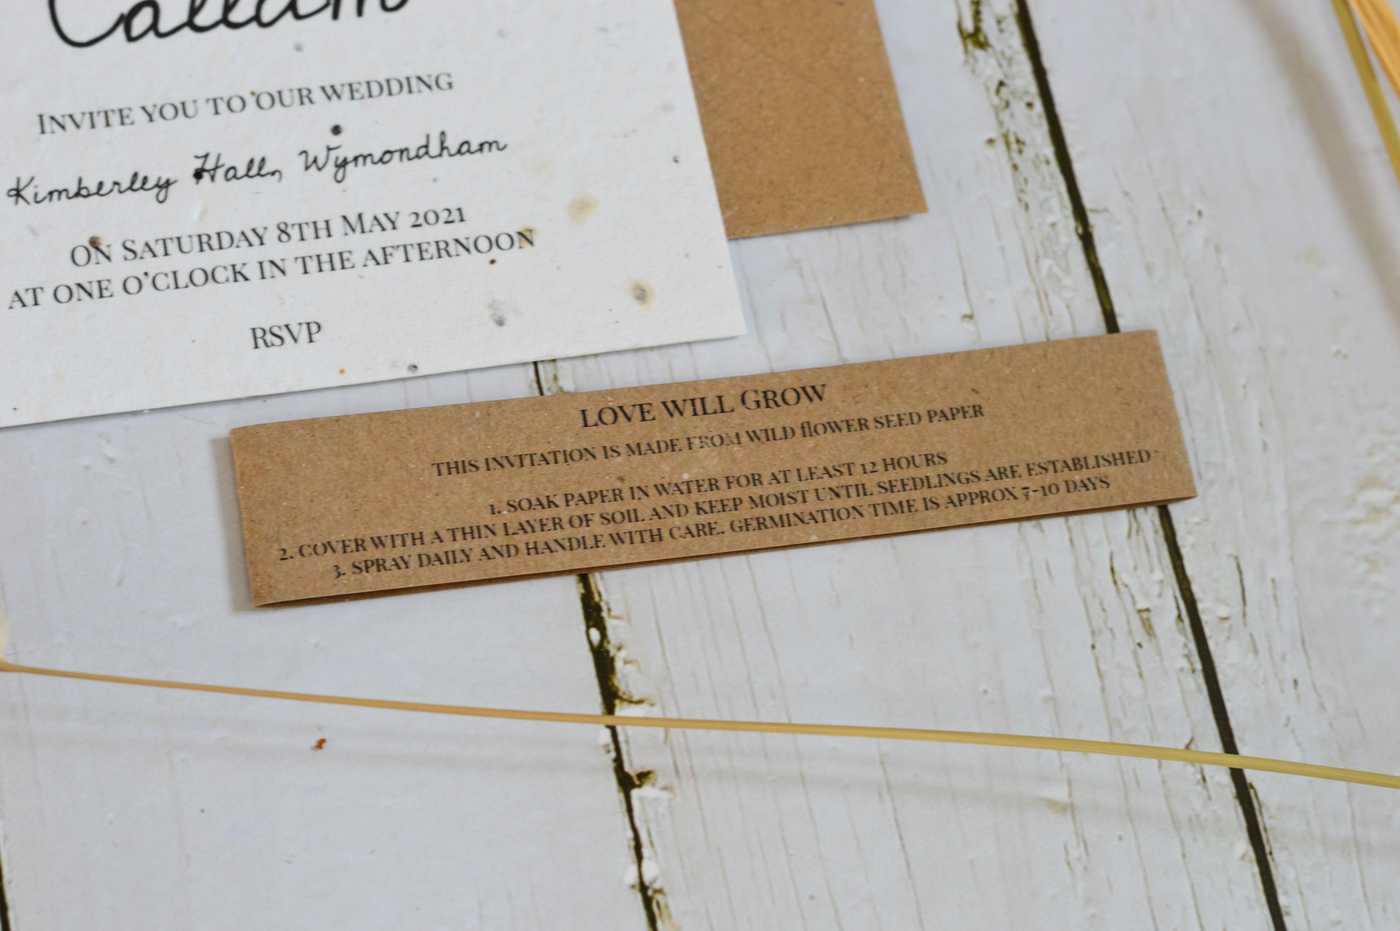 Callum
INVITE YOU TO OUR WEDDING
Kimberley Hall, Wymondham
ON SATURDAY 8TH MAY 2021
AT ONE O'CLOCK IN THE AFTERNOON
RSVP
LOVE WILL GROW
THIS INVITATION IS MADE FROM WILD flOWER SEED PAPER
1. SOAK PAPER IN WATER FOR AT LEAST 12 HOURS
2. COVER WITH A THIN LAYER OF SOIL AND KEEP MOIST UNTIL SEEDLINGS ARE ESTABLISHED
3. SPRAY DAILY AND HANDLE WITH CARE. GERMINATION TIME IS APPROX 7-10 DAYS